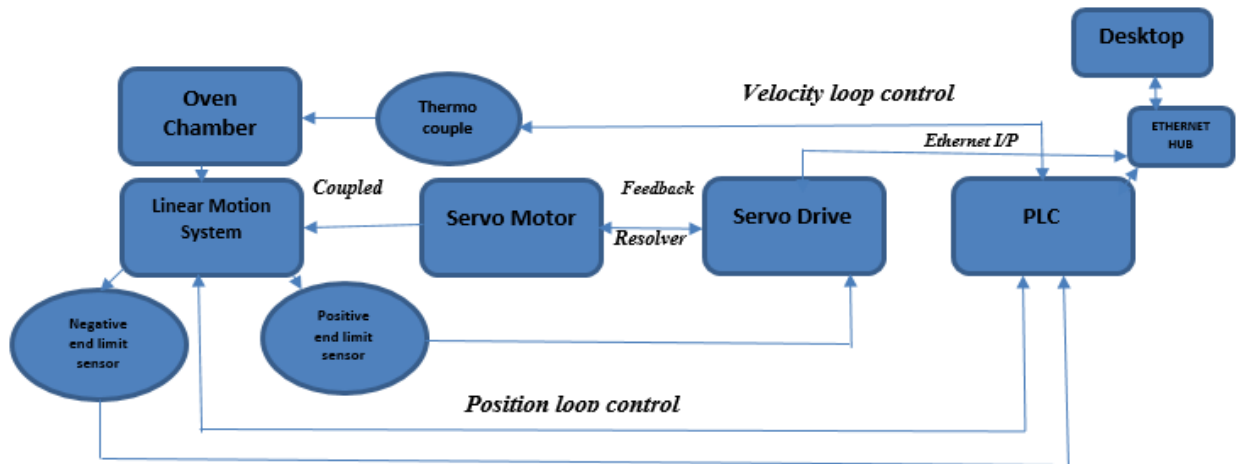 Desktop
Oven
Chamber
Thermo
couple
Velocity loop control
ETHERNET
HUB
Ethernet I/P
Linear Motion
System
Coupled
Servo Motor
Feedback
Resolver
Servo Drive
PLC
Negative
end limit
sensor
Positive
end limit
sensor
Position loop control